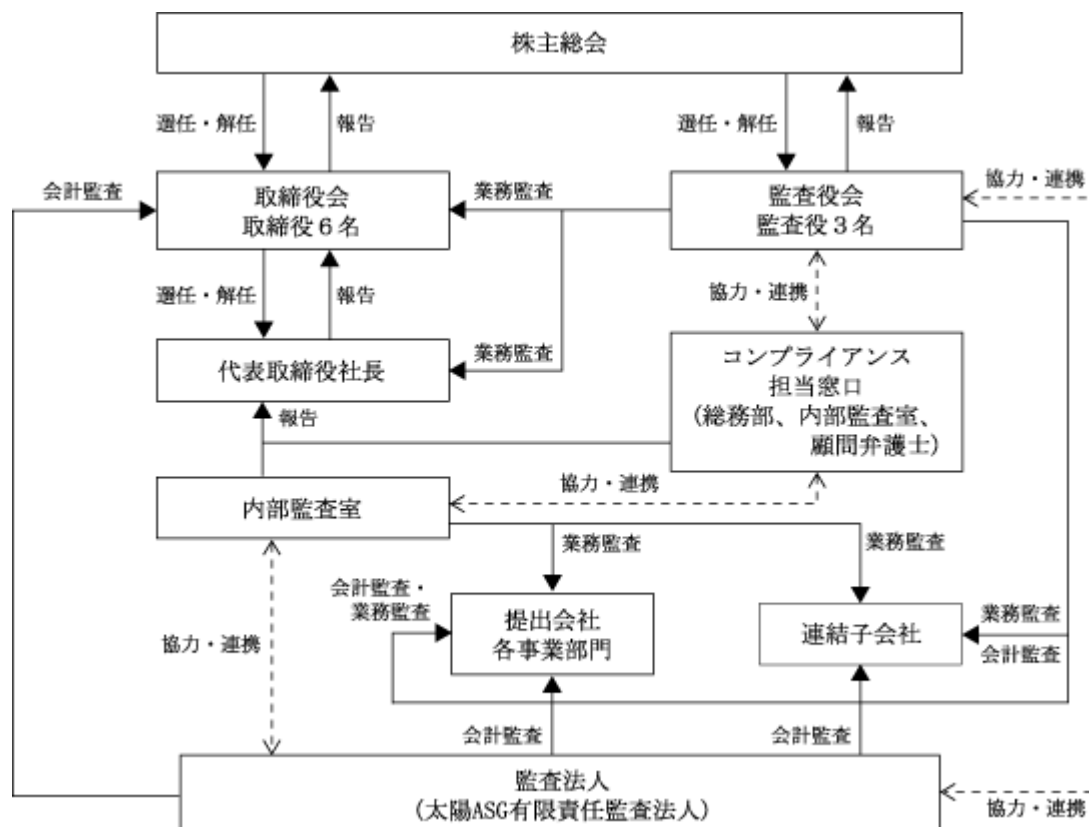 株主総会
選任・解任
報告
選任・解任
報告
会計監査
取締役会
取締役6名
業務監査
監査役会
監査役3名
協力・連携
選任・解任
報告
協力・連携
代表取締役社長
業務監査
コンプライアンス
担当窓口
(総務部、内部監査室、
顧問弁護士)
報告
内部監査室
協力・連携
業務監査
業務監査
会計監査・
業務監査
提出会社
各事業部門
連結子会社
業務監査
会計監査
協力・連携
会計監査
会計監査
監査法人
(太陽ASG有限責任監査法人)
協力・連携